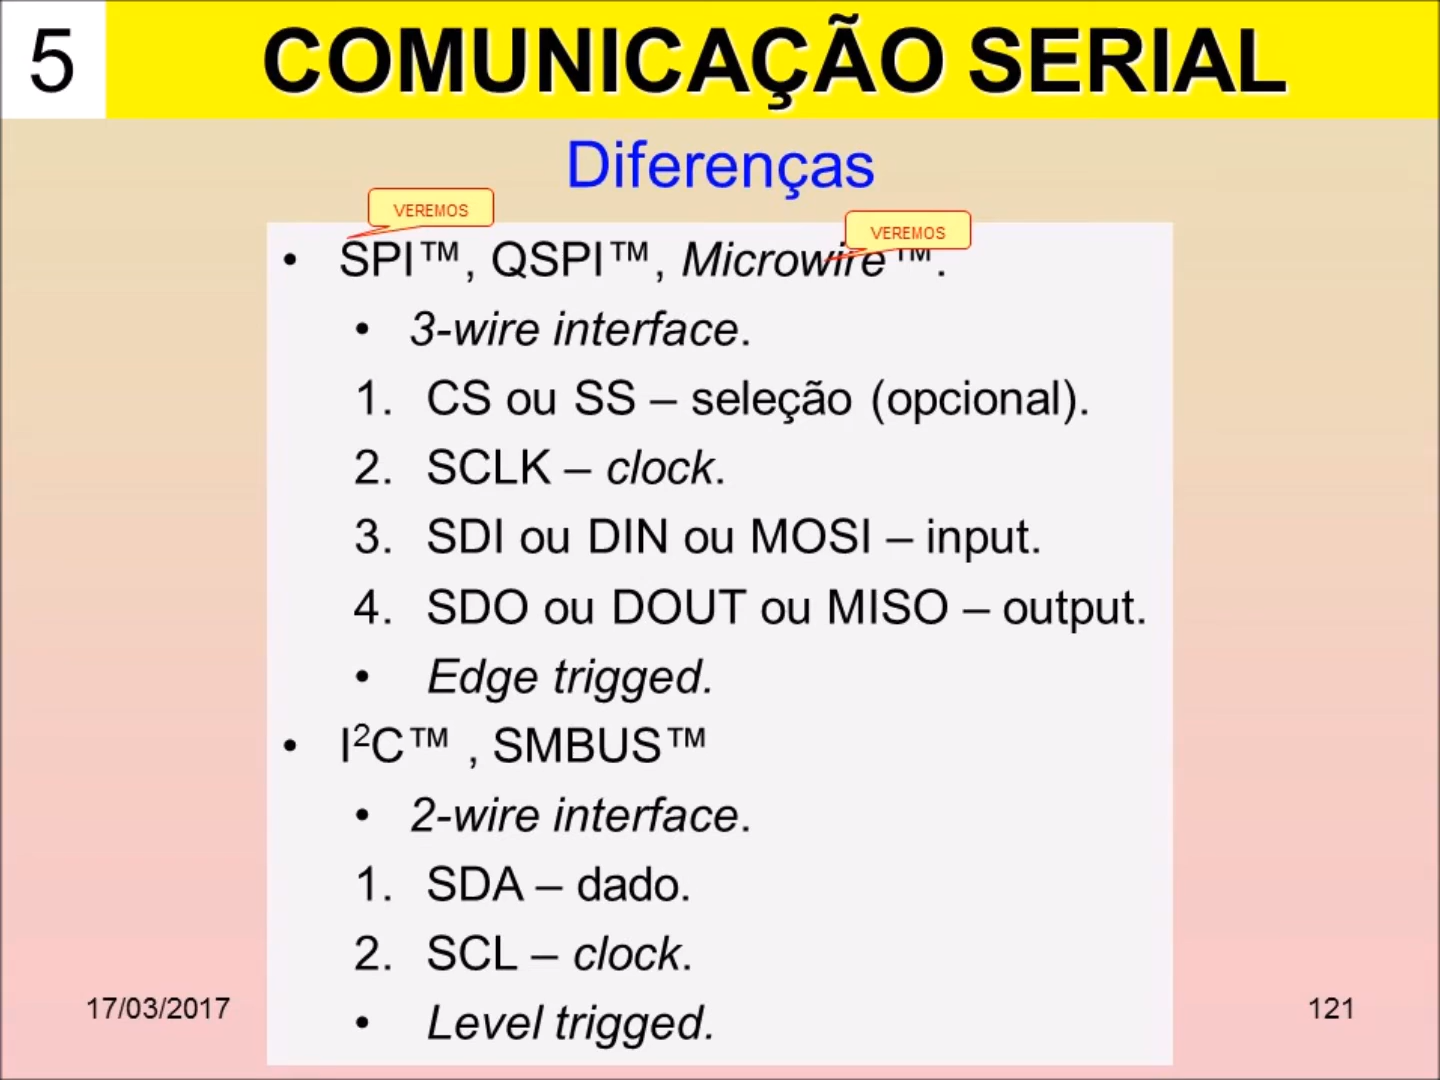 5
COMUNICAÇÃO SERIAL
Diferenças
VEREMOS
VEREMOS
• SPI™, QSPI™, Microwire™.
• 3-wire interface.
1. CS ou SS – seleção (opcional).
2. SCLK – clock.
3. SDI ou DIN ou MOSI – input.
4. SDO ou DOUT ou MISO – output.
• Edge trigged.
• I²C™ , SMBUS™
• 2-wire interface.
1. SDA – dado.
2. SCL – clock.
• Level trigged.
17/03/2017
121